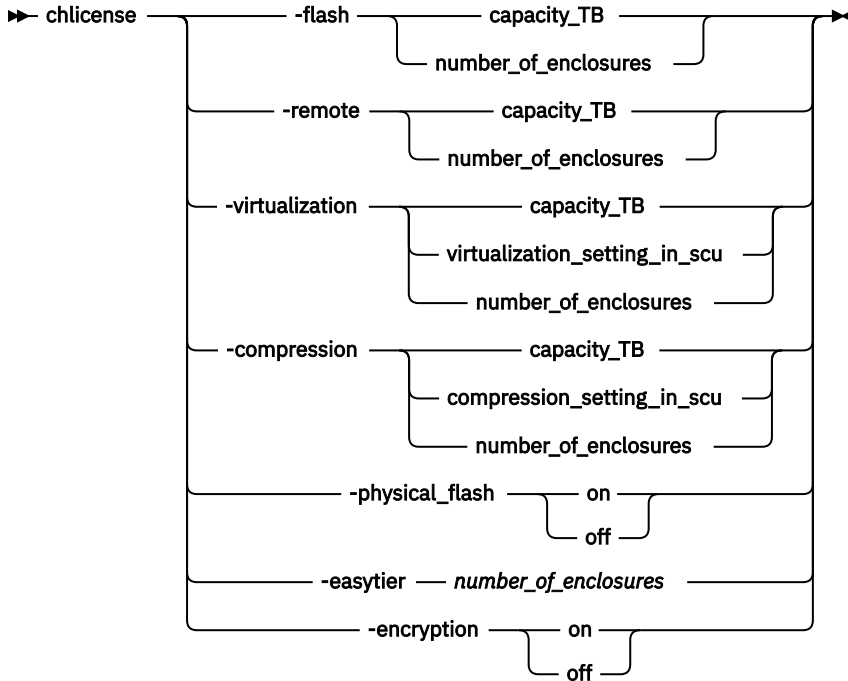 chlicense -flash capacity_TB
number_of_enclosures
-remote capacity_TB
number_of_enclosures
-virtualization capacity_TB
virtualization_setting_in_scu
number_of_enclosures
-compression capacity_TB
compression_setting_in_scu
number_of_enclosures
-physical_flash on
off
-easytier number_of_enclosures
-encryption on
off